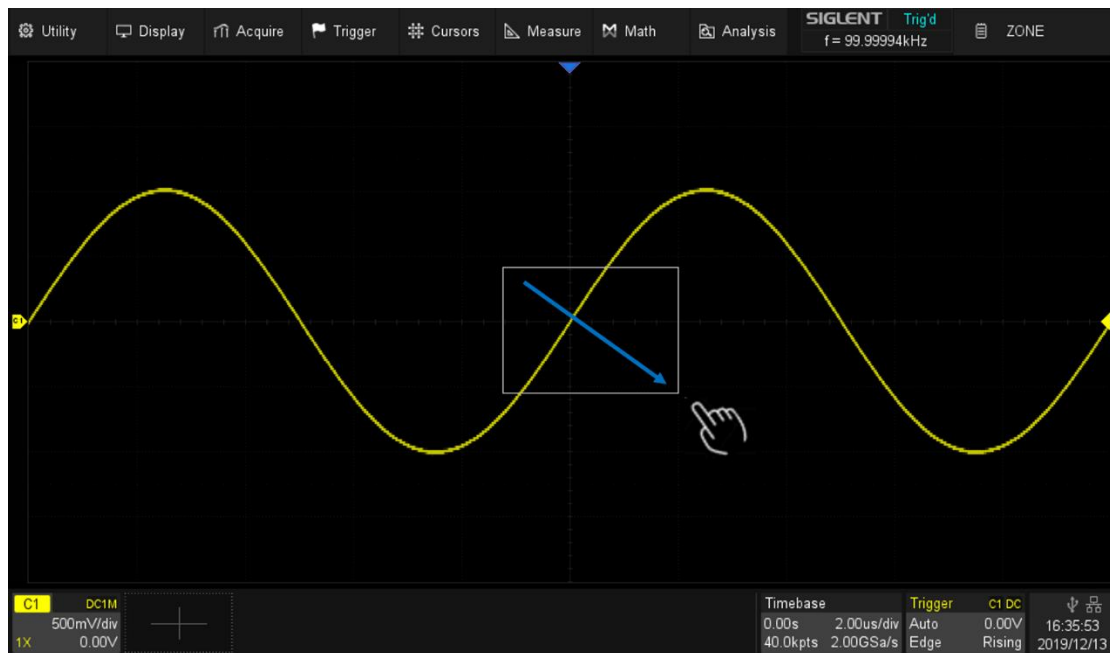 Utility Display Acquire Trigger Cursors Measure Math Analysis
SIGLENT Trig'd
f = 99.99994kHz
ZONE
C1
C1 DC1M
500mV/div
1X 0.00V
Timebase
0.00s 2.00us/div
40.0kpts 2.00GSa/s
Trigger C1 DC
Auto 0.00V
Edge Rising
16:35:53
2019/12/13